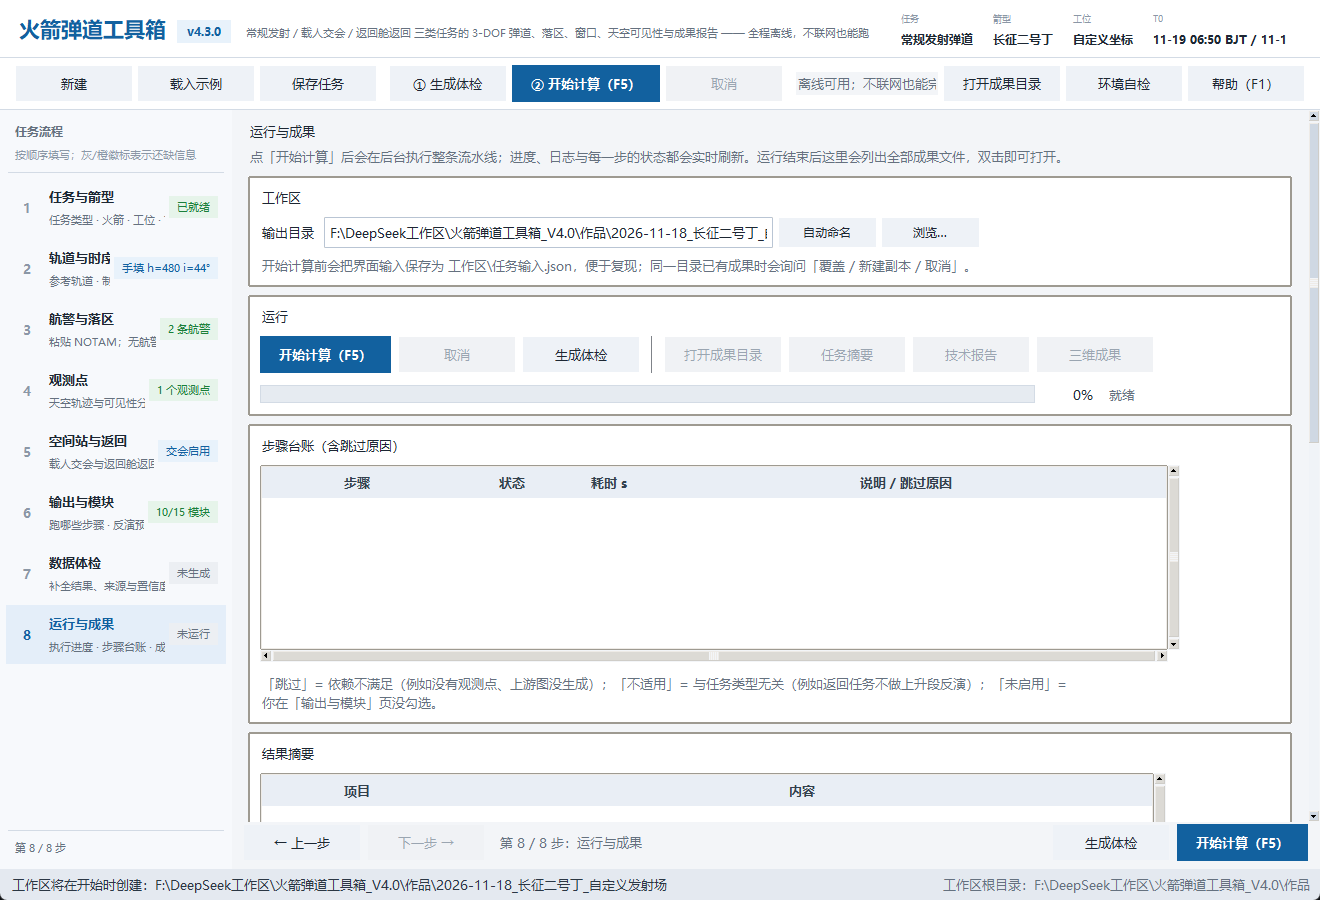 火箭弹道工具箱 v4.3.0 常规发射 / 载人交会 / 返回舱返回 三类任务的 3-DOF 弹道、落区、窗口、天空可见性与成果报告 —— 全程离线，不联网也能跑
任务 箭型 工位 T0
常规发射弹道 长征二号丁 自定义坐标 11-19 06:50 BJT / 11-1
新建 载入示例 保存任务 ① 生成体检 ② 开始计算（F5） 取消 离线可用；不联网也能完 打开成果目录 环境自检 帮助（F1）
任务流程
按顺序填写；灰/橙徽标表示还缺信息
1 任务与箭型 已就绪
任务类型 · 火箭 · 工位 ·
2 轨道与时序 手填 h=480 i=44°
参考轨道 ·
3 航警与落区 2 条航警
粘贴 NOTAM；无航警
4 观测点 1 个观测点
天空轨迹与可见性分
5 空间站与返回 交会启用
载人交会与返回舱返回
6 输出与模块 10/15 模块
跑哪些步骤 · 反演预
7 数据体检 未生成
补全结果、来源与置信度
8 运行与成果 未运行
执行进度 · 步骤台账 · 成
第 8 / 8 步
运行与成果
点「开始计算」后会在后台执行整条流水线；进度、日志与每一步的状态都会实时刷新。运行结束后这里会列出全部成果文件，双击即可打开。
工作区
输出目录 F:\DeepSeek工作区\火箭弹道工具箱_V4.0\作品\2026-11-18_长征二号丁_ 自动命名 浏览...
开始计算前会把界面输入保存为 工作区\任务输入.json，便于复现；同一目录已有成果时会询问「覆盖 / 新建副本 / 取消」。
运行
开始计算（F5） 取消 生成体检 打开成果目录 任务摘要 技术报告 三维成果
0% 就绪
步骤台账（含跳过原因）
步骤 状态 耗时 s 说明 / 跳过原因
「跳过」= 依赖不满足（例如没有观测点、上游图没生成）；「不适用」= 与任务类型无关（例如返回任务不做上升段反演）；「未启用」=
你在「输出与模块」页没勾选。
结果摘要
项目 内容
← 上一步 下一步 → 第 8 / 8 步：运行与成果 生成体检 开始计算（F5）
工作区将在开始时创建：F:\DeepSeek工作区\火箭弹道工具箱_V4.0\作品\2026-11-18_长征二号丁_自定义发射场 工作区根目录：F:\DeepSeek工作区\火箭弹道工具箱_V4.0\作品